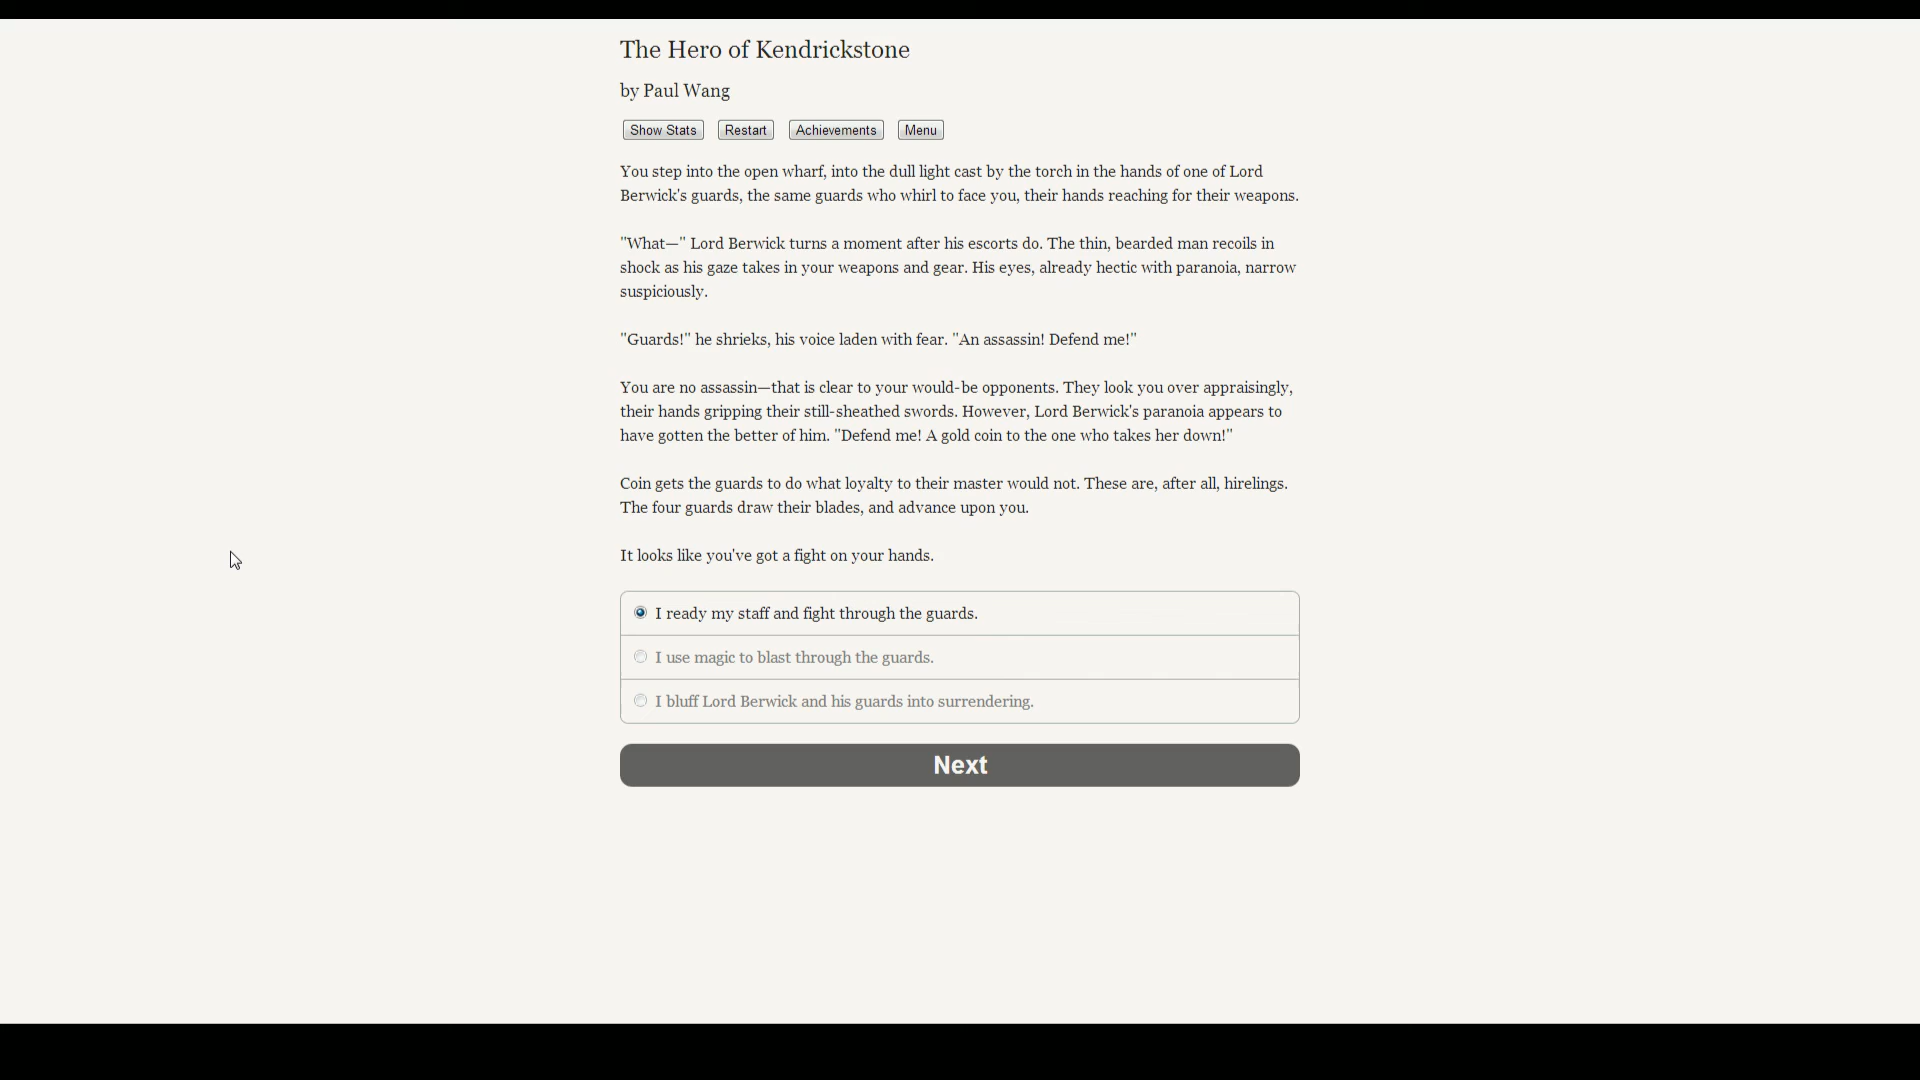 The Hero of Kendrickstone
by Paul Wang
Show Stats Restart Achievements Menu
You step into the open wharf, into the dull light cast by the torch in the hands of one of Lord
Berwick's guards, the same guards who whirl to face you, their hands reaching for their weapons.
"What—" Lord Berwick turns a moment after his escorts do. The thin, bearded man recoils in
shock as his gaze takes in your weapons and gear. His eyes, already hectic with paranoia, narrow
suspiciously.
"Guards!" he shrieks, his voice laden with fear. "An assassin! Defend me!"
You are no assassin—that is clear to your would-be opponents. They look you over appraisingly,
their hands gripping their still-sheathed swords. However, Lord Berwick's paranoia appears to
have gotten the better of him. "Defend me! A gold coin to the one who takes her down!"
Coin gets the guards to do what loyalty to their master would not. These are, after all, hirelings.
The four guards draw their blades, and advance upon you.
It looks like you've got a fight on your hands.
I ready my staff and fight through the guards.
I use magic to blast through the guards.
I bluff Lord Berwick and his guards into surrendering.
Next